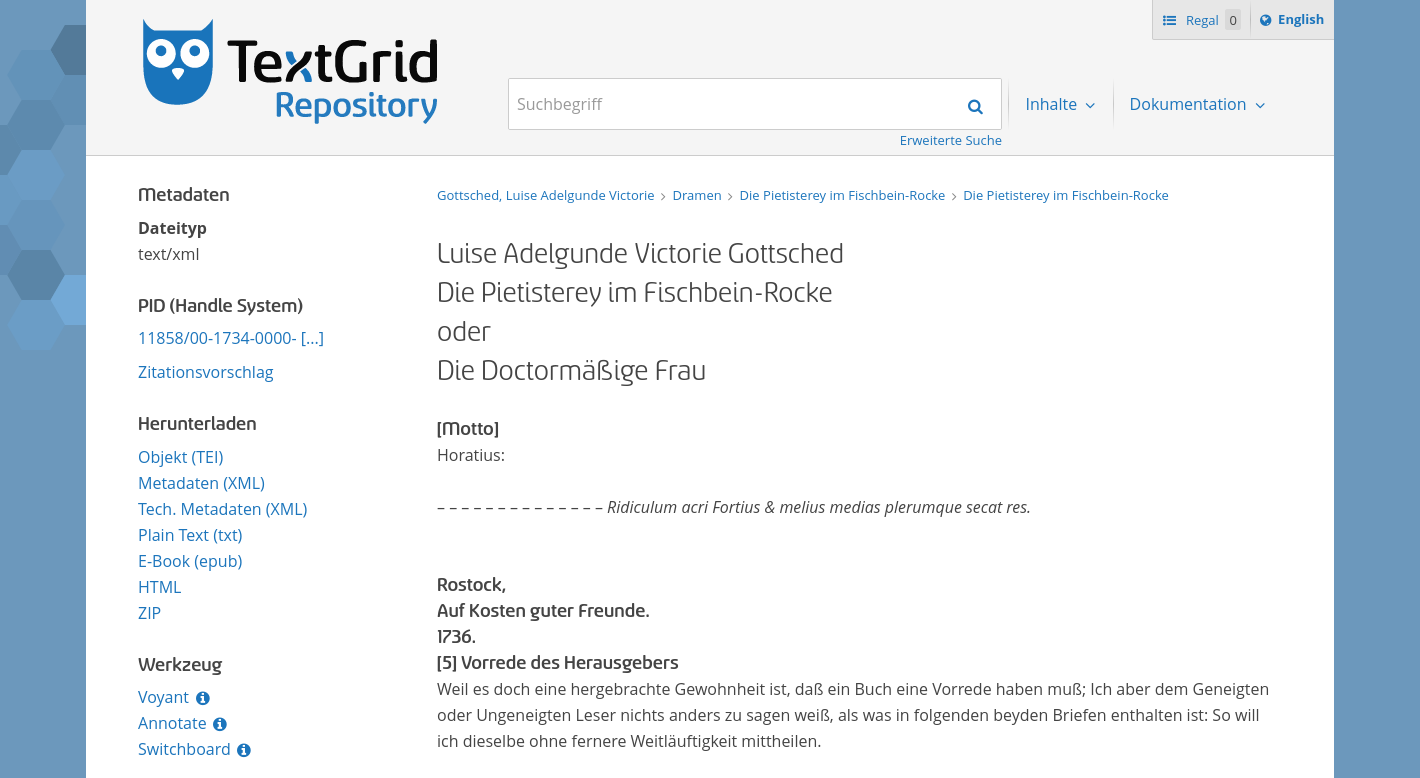 Regal 0
English
TextGrid
Repository
Suchbegriff
Inhalte
Dokumentation
Erweiterte Suche
Metadaten
Dateityp
text/xml
PID (Handle System)
11858/00-1734-0000- [...]
Zitationsvorschlag
Herunterladen
Objekt (TEI)
Metadaten (XML)
Tech. Metadaten (XML)
Plain Text (txt)
E-Book (epub)
HTML
ZIP
Werkzeug
Voyant
Annotate
Switchboard
Gottsched, Luise Adelgunde Victorie > Dramen > Die Pietisterey im Fischbein-Rocke > Die Pietisterey im Fischbein-Rocke
Luise Adelgunde Victorie Gottsched
Die Pietisterey im Fischbein-Rocke
oder
Die Doctormäßige Frau
[Motto]
Horatius:
– – – – – – – – – – – – – – Ridiculum acri Fortius & melius medias plerumque secat res.
Rostock,
Auf Kosten guter Freunde.
1736.
[5] Vorrede des Herausgebers
Weil es doch eine hergebrachte Gewohnheit ist, daß ein Buch eine Vorrede haben muß; Ich aber dem Geneigten
oder Ungeneigten Leser nichts anders zu sagen weiß, als was in folgenden beyden Briefen enthalten ist: So will
ich dieselbe ohne fernere Weitläuftigkeit mittheilen.